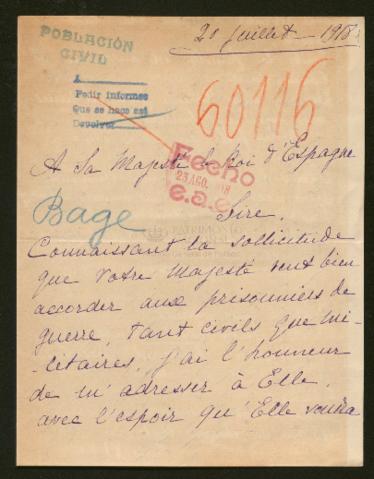 20 Juillet - 1918
POBLACIÓN
CIVIL
A
Pedir informes
Que se hace así
Devolver
60116
A Sa Majesté le Roi d'Espagne
Fecho
23 AGO. 1918
e.a.e.
Bage
Sire,
Connaissant la sollicitude
que Votre Majesté veut bien
accorder aux prisonniers de
guerre, tant civils que mi-
litaires, j'ai l'honneur
de m'adresser à Elle,
avec l'espoir qu'Elle voudra